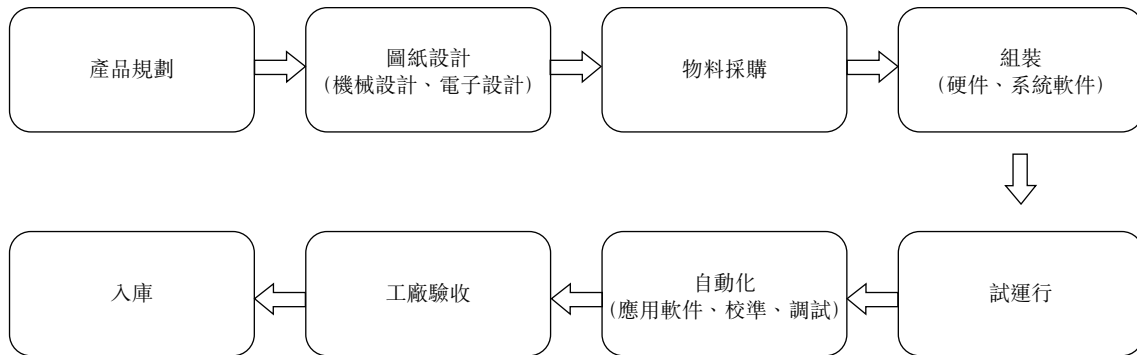 產品規劃
圖紙設計
(機械設計、電子設計)
物料採購
組裝
(硬件、系統軟件)
入庫
工廠驗收
自動化
(應用軟件、校準、調試)
試運行